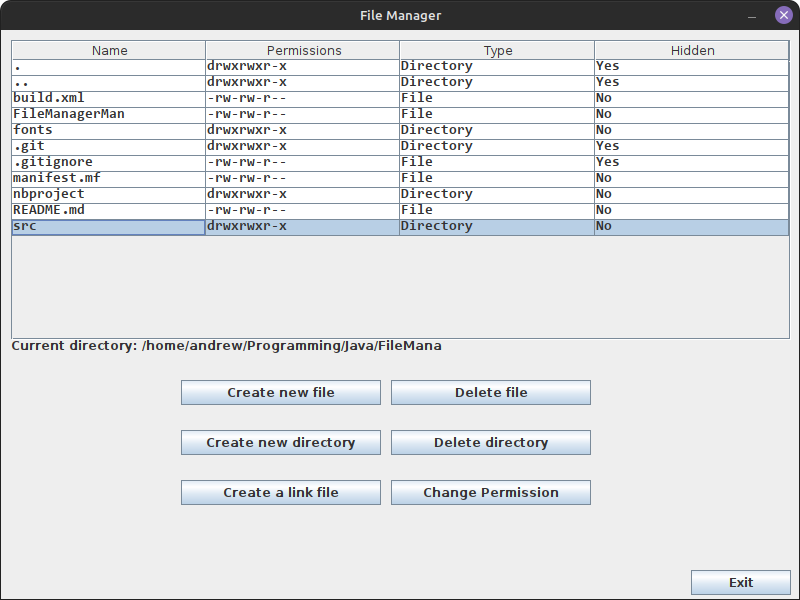 File Manager
Name Permissions Type Hidden
. drwxrwxr-x Directory Yes
.. drwxrwxr-x Directory Yes
build.xml -rw-rw-r-- File No
FileManagerMan -rw-rw-r-- File No
fonts drwxrwxr-x Directory No
.git drwxrwxr-x Directory Yes
.gitignore -rw-rw-r-- File Yes
manifest.mf -rw-rw-r-- File No
nbproject drwxrwxr-x Directory No
README.md -rw-rw-r-- File No
src drwxrwxr-x Directory No
Current directory: /home/andrew/Programming/Java/FileMana
Create new file Delete file
Create new directory Delete directory
Create a link file Change Permission
Exit